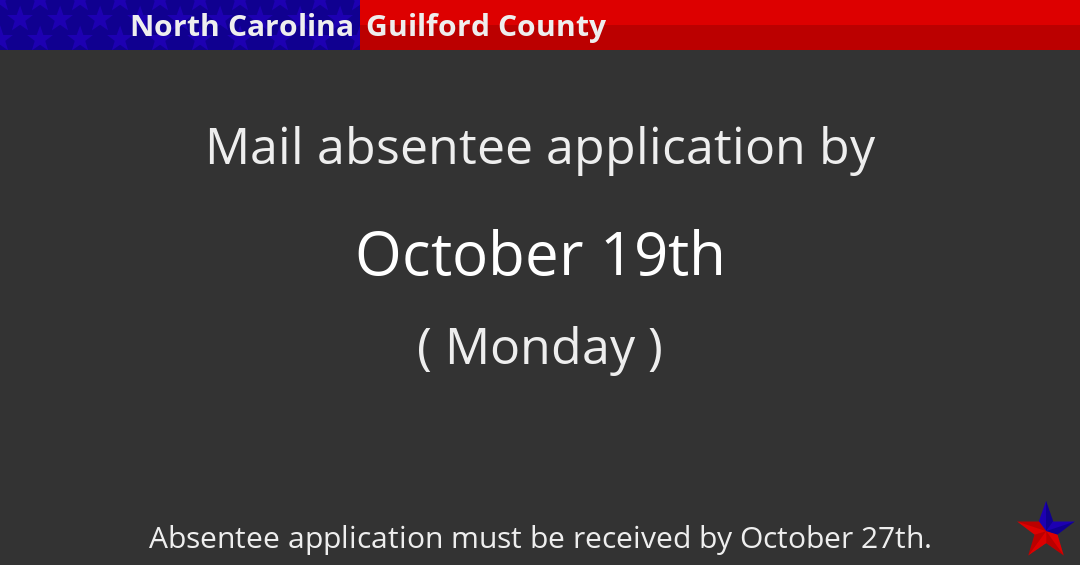 North Carolina Guilford County
Mail absentee application by
October 19th
( Monday )
Absentee application must be received by October 27th.